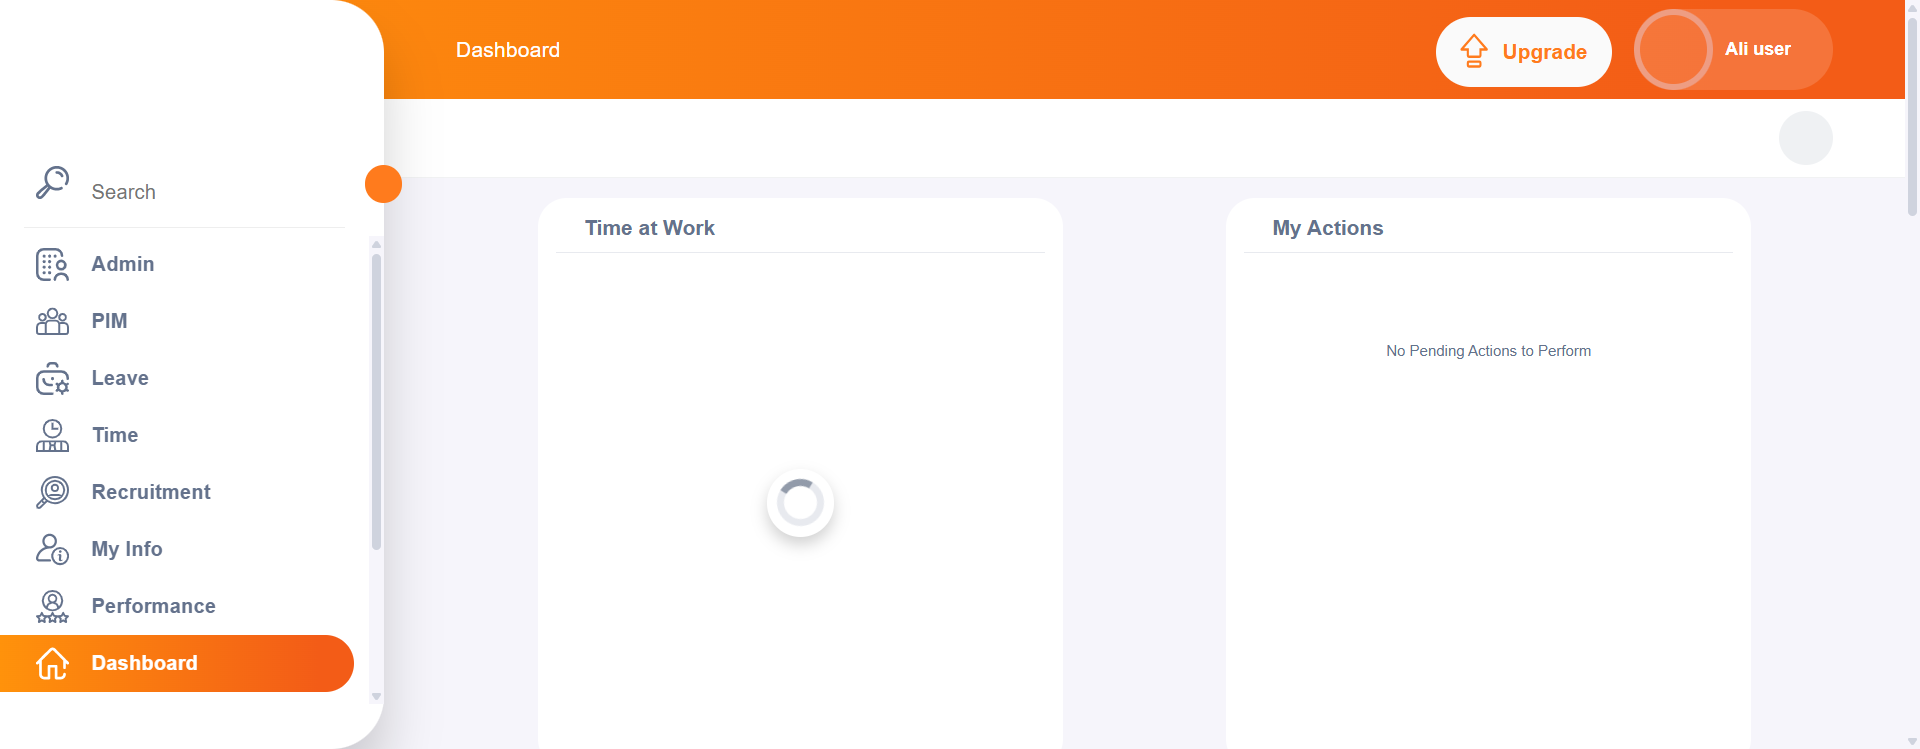 Dashboard
Upgrade
Ali user
Search
Admin
PIM
Leave
Time
Recruitment
My Info
Performance
Dashboard
Time at Work
My Actions
No Pending Actions to Perform